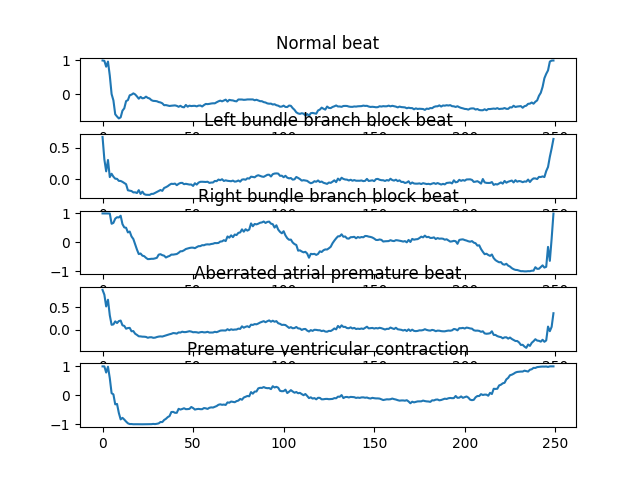 Normal beat
1
0
Left bundle branch block beat
0 50 100 150 200 250
0.5
0.0
Right bundle branch block beat
1
0
−1
Aberrated atrial premature beat
0.5
0.0
Premature ventricular contraction
1
0
−1
0 50 100 150 200 250